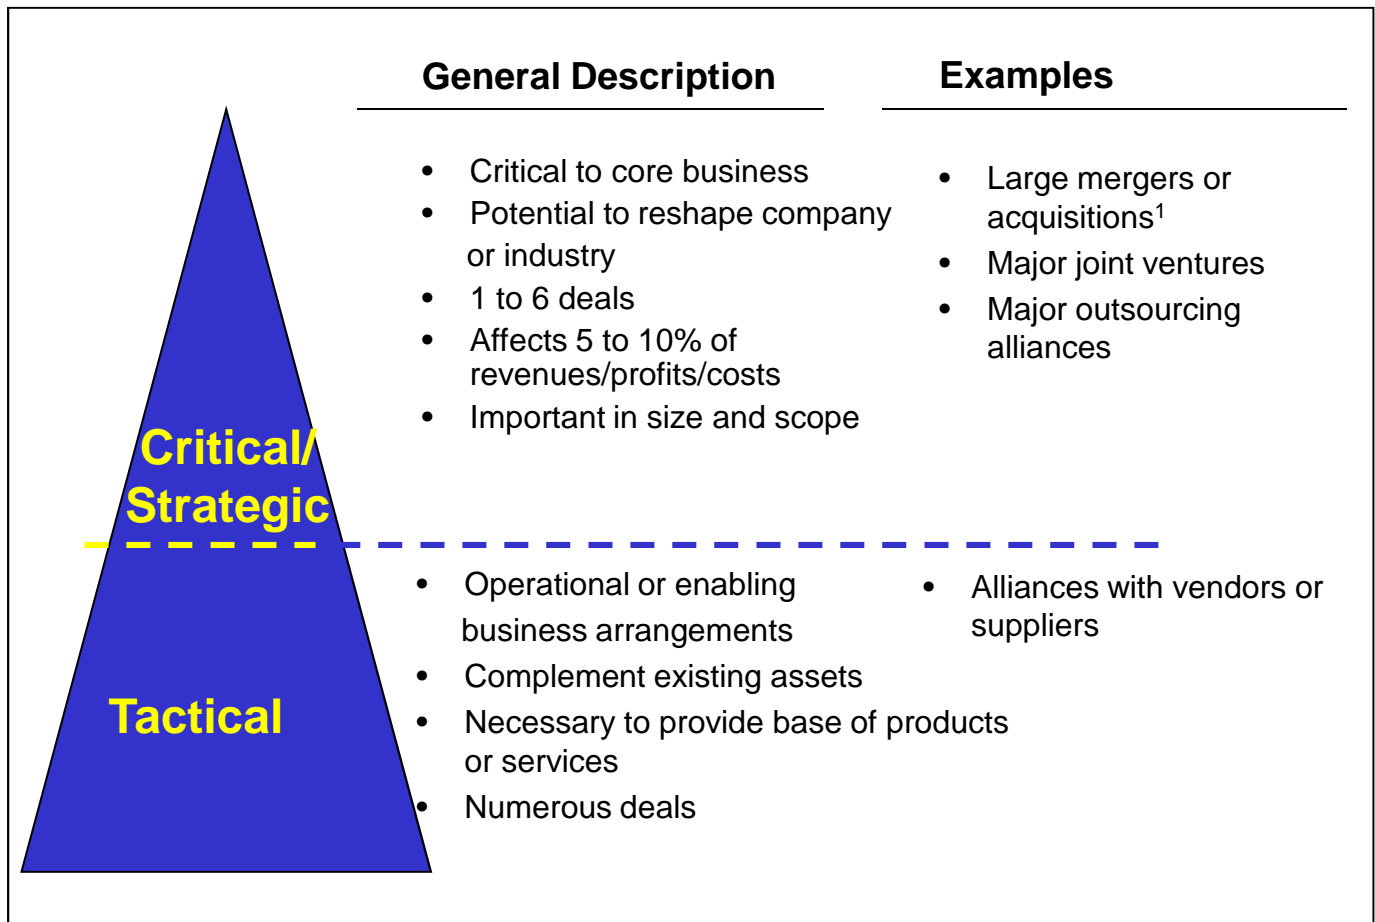 General Description
Examples
• Critical to core business
• Potential to reshape company
or industry
• 1 to 6 deals
• Affects 5 to 10% of
revenues/profits/costs
• Important in size and scope
• Large mergers or
acquisitions¹
• Major joint ventures
• Major outsourcing
alliances
Critical/
Strategic
• Operational or enabling
business arrangements
• Complement existing assets
• Necessary to provide base of products
or services
• Numerous deals
• Alliances with vendors or
suppliers
Tactical